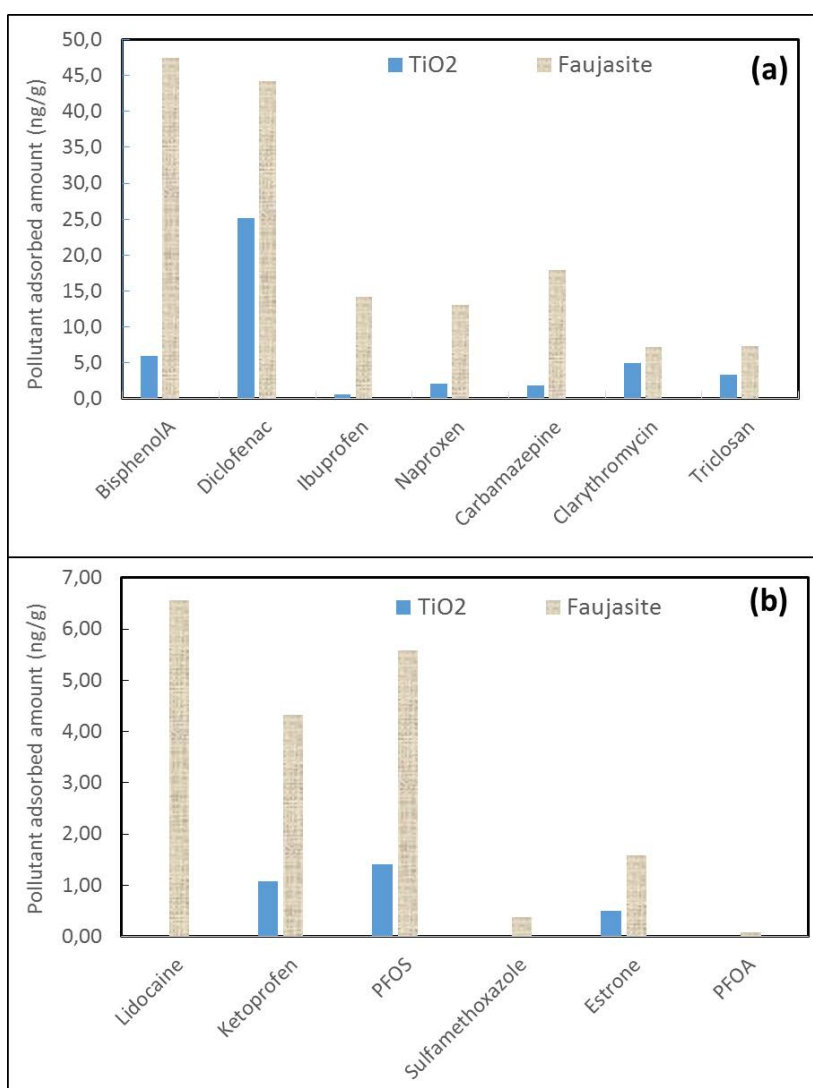 Pollutant adsorbed amount (ng/g)
50,0
45,0
40,0
35,0
30,0
25,0
20,0
15,0
10,0
5,0
0,0
TiO2
Faujasite
(a)
BisphenolA
Diclofenac
Ibuprofen
Naproxen
Carbamazepine
Clarythromycin
Triclosan
Pollutant adsorbed amount (ng/g)
7,00
6,00
5,00
4,00
3,00
2,00
1,00
0,00
TiO2
Faujasite
(b)
Lidocaine
Ketoprofen
PFOS
Sulfamethoxazole
Estrone
PFOA